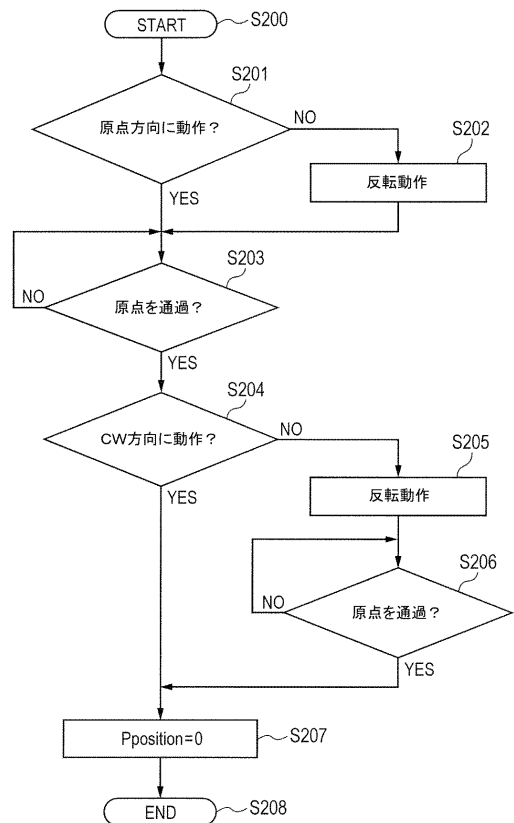 START
S200
S201
原点方向に動作？
NO
S202
反転動作
YES
S203
NO
原点を通過？
YES
S204
CW方向に動作？
NO
S205
反転動作
YES
S206
NO
原点を通過？
YES
Pposition=0
S207
END
S208